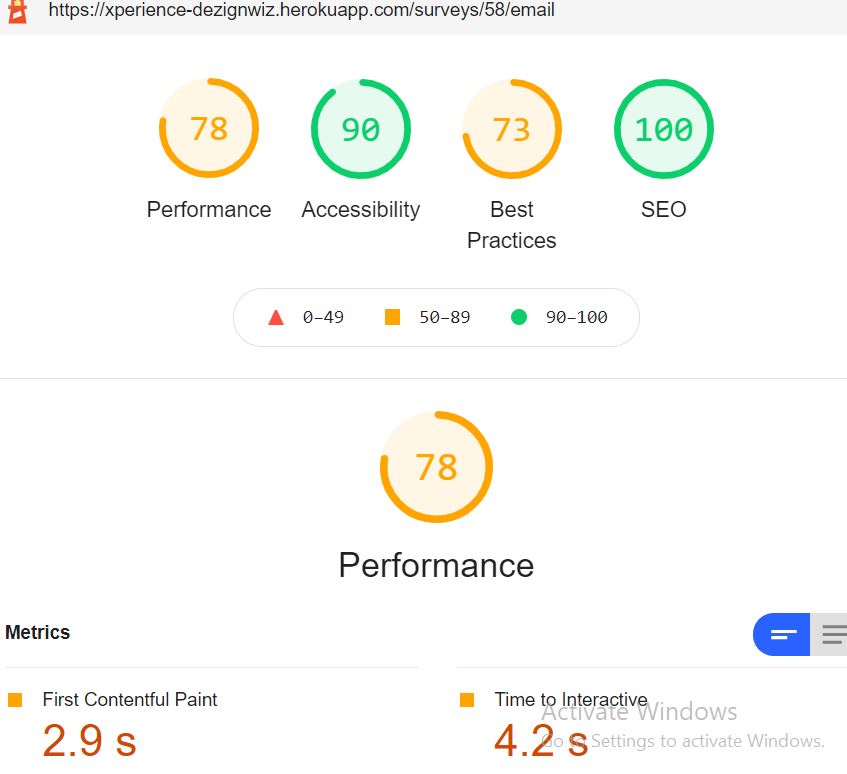 https://xperience-dezignwiz.herokuapp.com/surveys/58/email
78 90 73 100
Performance Accessibility Best Practices SEO
0–49 50–89 90–100
78
Performance
Metrics
First Contentful Paint
2.9 s
Time to Interactive
4.2 s
Activate Windows
Go to Settings to activate Windows.